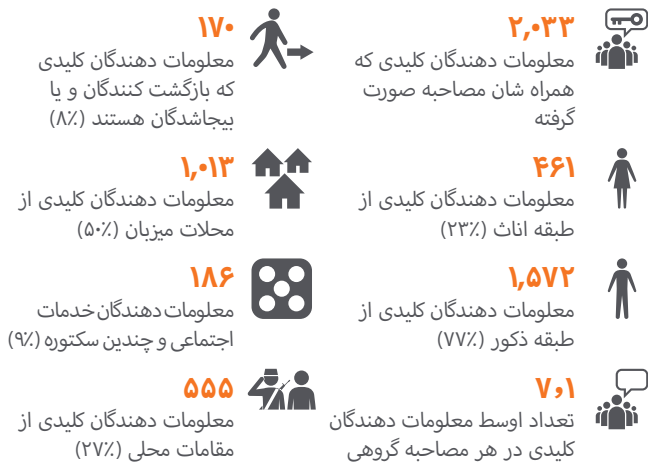 ۲,۰۳۳
معلومات دهندگان کلیدی که
همراه شان مصاحبه صورت
گرفته
۱۷۰
معلومات دهندگان کلیدی
که بازگشت کنندگان و یا
بیجاشدگان هستند (۸٪)
۴۶۱
معلومات دهندگان کلیدی از
طبقه اناث (۲۳٪)
۱,۰۱۳
معلومات دهندگان کلیدی از
محلات میزبان (۵۰٪)
۱,۵۷۲
معلومات دهندگان کلیدی از
طبقه ذکور (۷۷٪)
۱۸۶
معلومات دهندگان خدمات
اجتماعی و چندین سکتوره (۹٪)
۷،۱
تعداد اوسط معلومات دهندگان
کلیدی در هر مصاحبه گروهی
۵۵۵
معلومات دهندگان کلیدی از
مقامات محلی (۲۷٪)